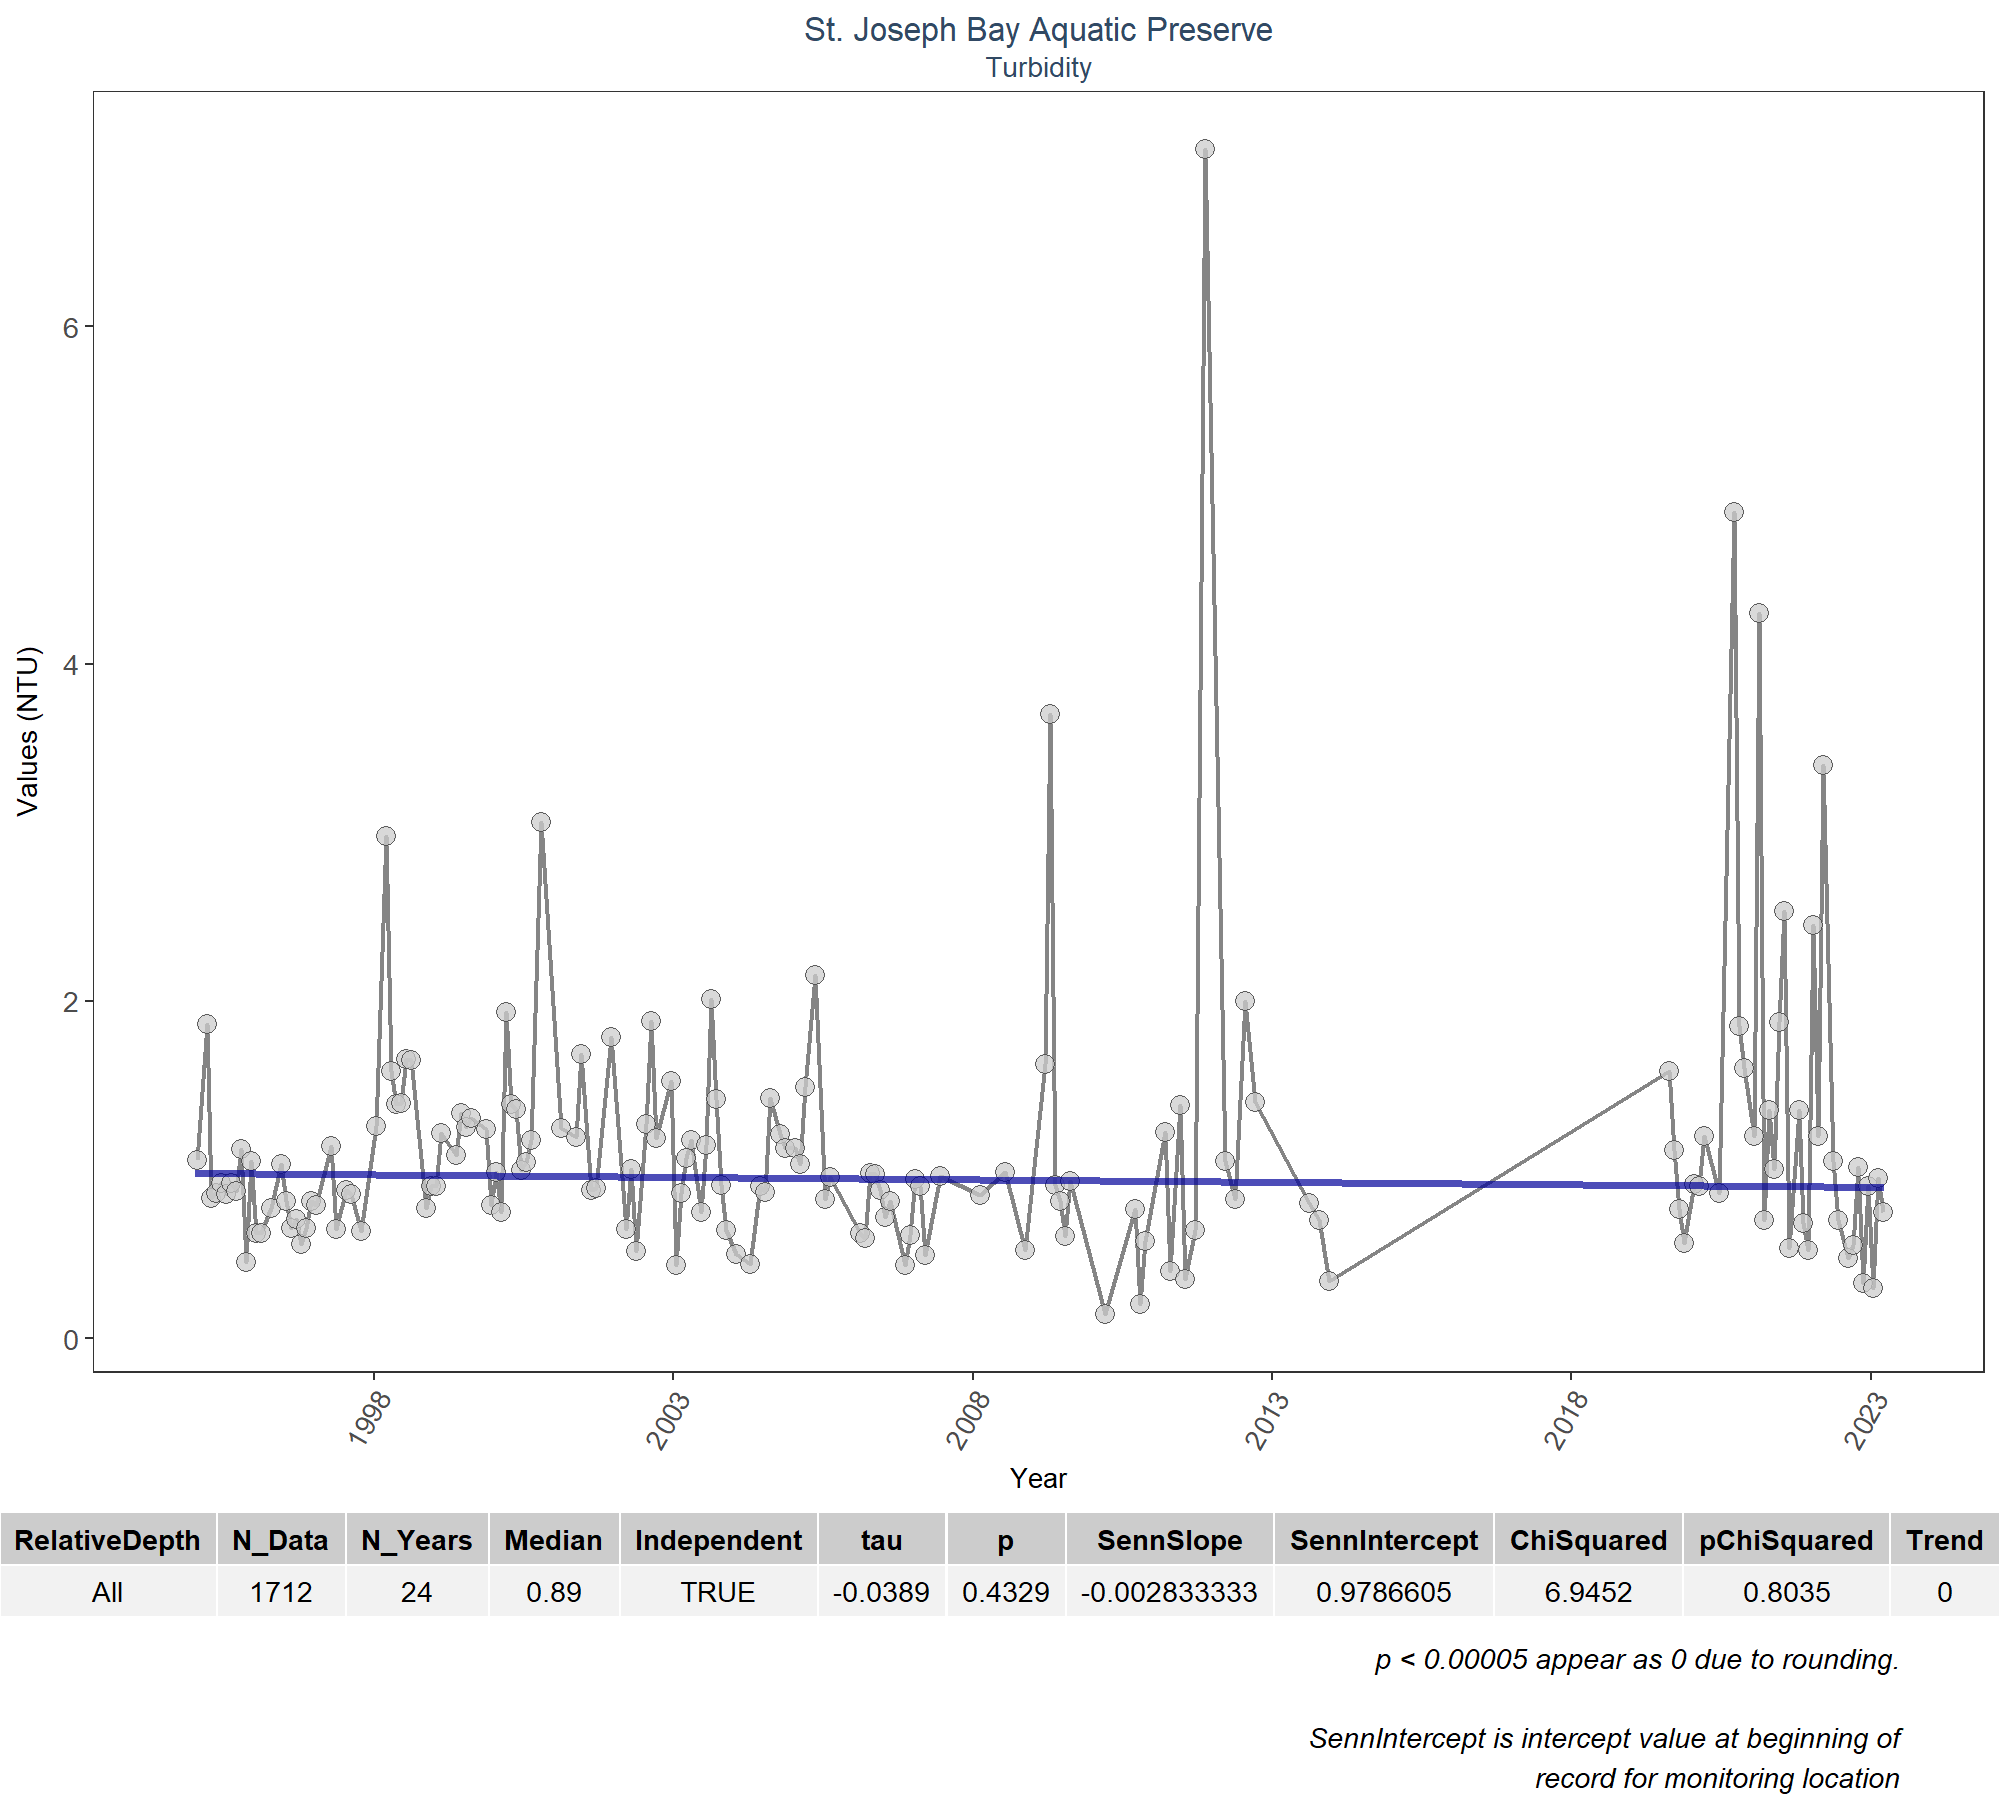 St. Joseph Bay Aquatic Preserve
Turbidity
Values (NTU)
6
4
2
0
1998 2003 2008 2013 2018 2023
Year
RelativeDepth N_Data N_Years Median Independent tau p SennSlope SennIntercept ChiSquared pChiSquared Trend
All 1712 24 0.89 TRUE -0.0389 0.4329 -0.002833333 0.9786605 6.9452 0.8035 0
p < 0.00005 appear as 0 due to rounding.
SennIntercept is intercept value at beginning of
record for monitoring location